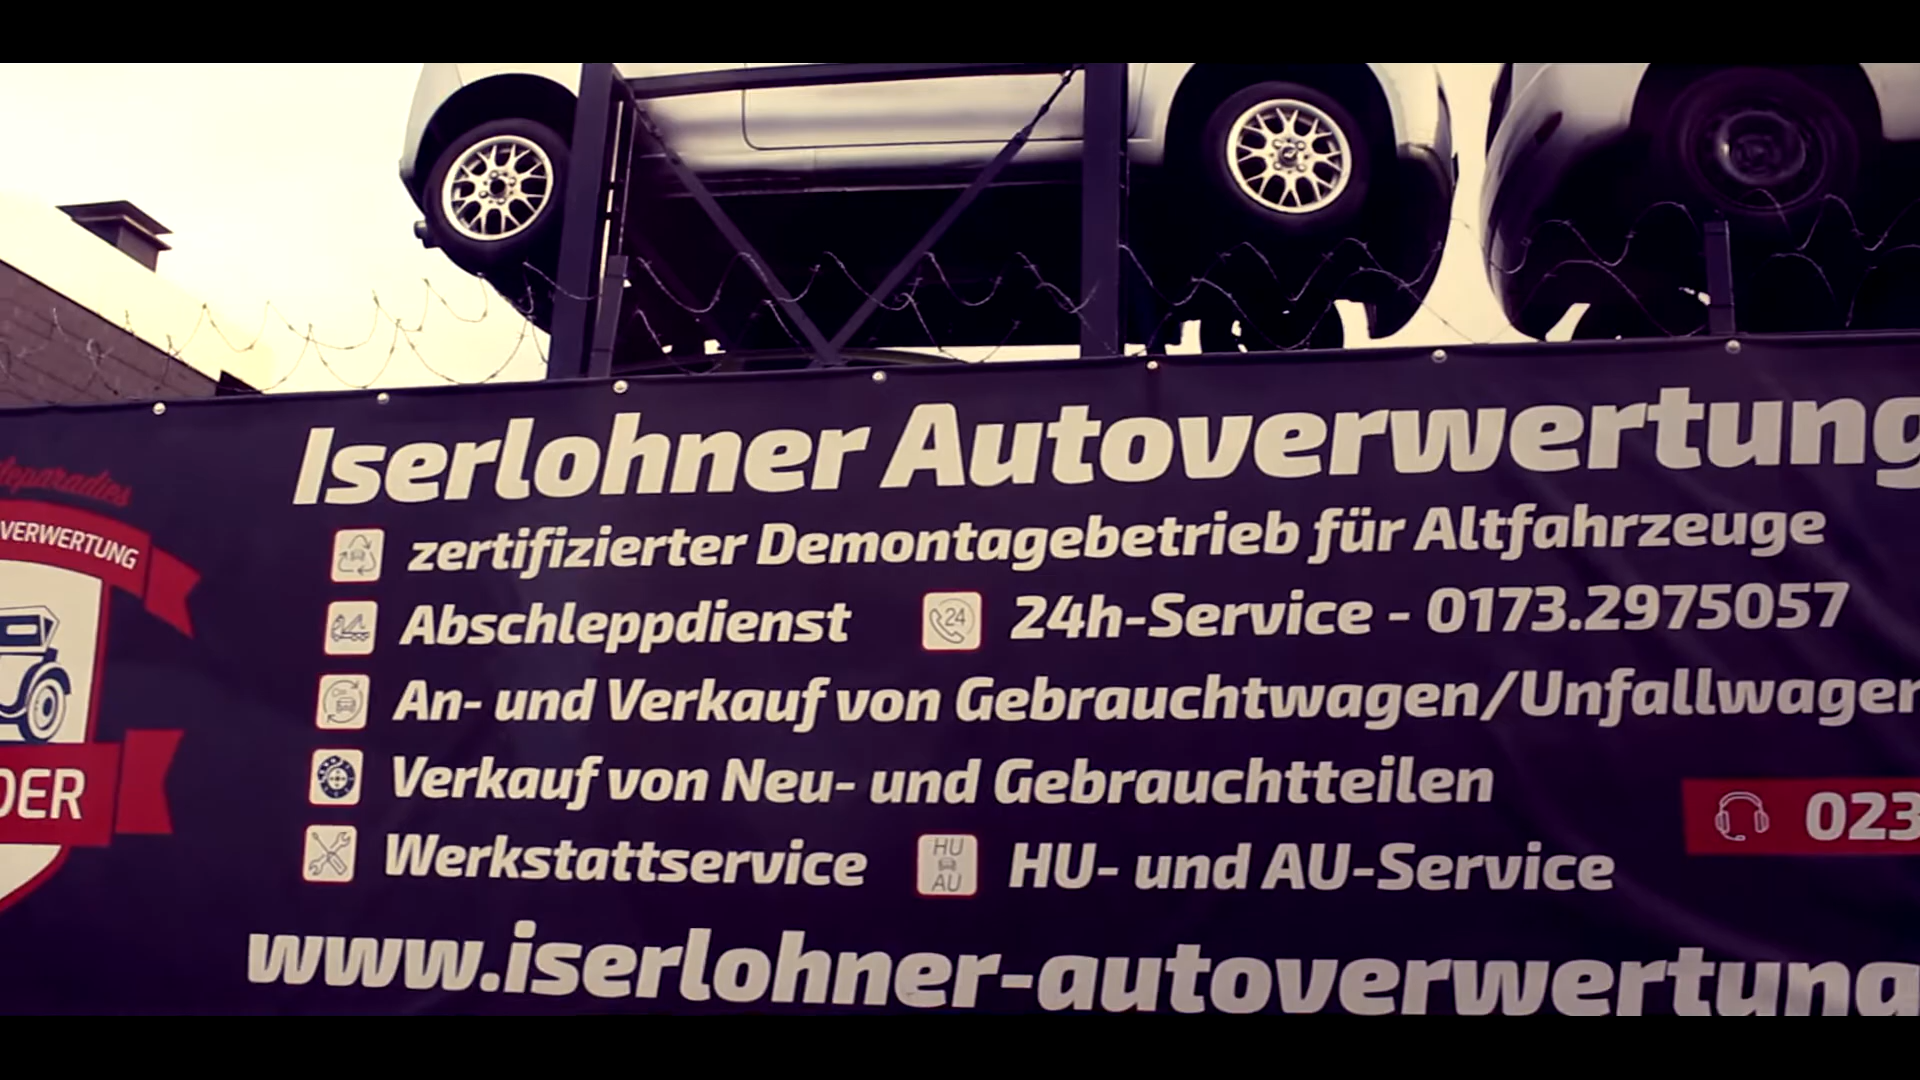 Iserlohner Autoverwertung
zertifizierter Demontagebetrieb für Altfahrzeuge
Abschleppdienst
24
24h-Service - 0173.2975057
An- und Verkauf von Gebrauchtwagen/Unfallwagen
Verkauf von Neu- und Gebrauchtteilen
Werkstattservice
HU
AU
HU- und AU-Service
023
www.iserlohner-autoverwertung
VERWERTUNG
DER